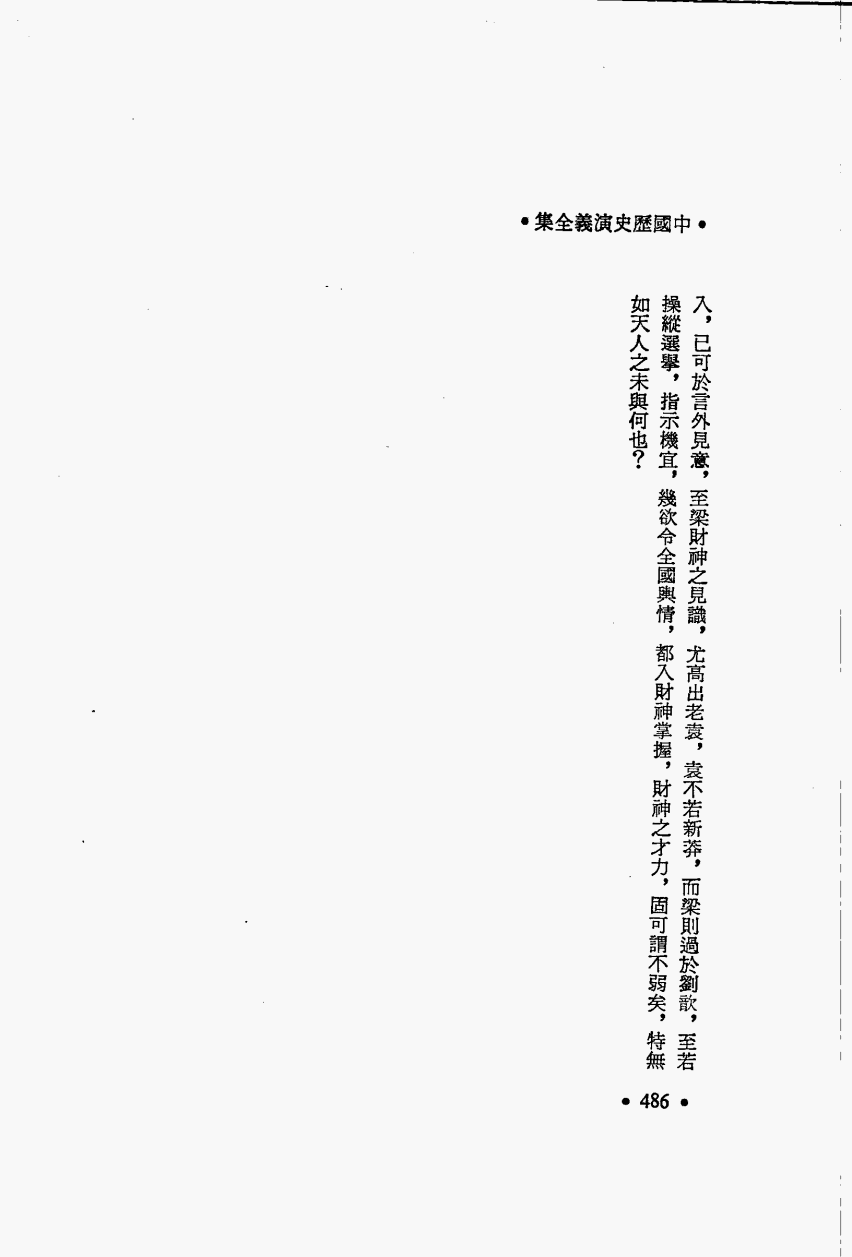 •中國歷史演義全集•
入，已可於言外見意，至梁財神之見識，尤高出老袁，袁不若新莽，而梁則過於劉歆，至若
操縱選舉，指示機宜，幾欲令全國輿情，都入財神掌握，財神之才力，固可謂不弱矣，特無
如天人之未與何也？
• 486 •